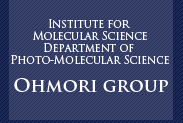 Institute for
Molecular Science
Department of
Photo-Molecular Science
Ohmori group